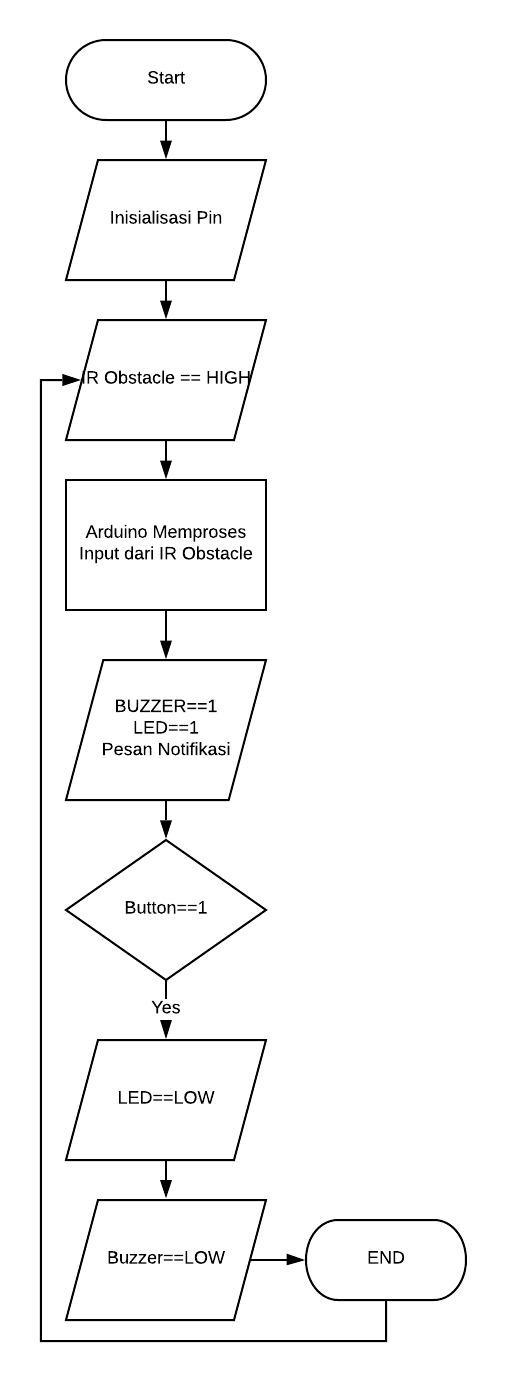 Start
Inisialisasi Pin
IR Obstacle == HIGH
Arduino Memproses
Input dari IR Obstacle
BUZZER==1
LED==1
Pesan Notifikasi
Button==1
Yes
LED==LOW
Buzzer==LOW
END